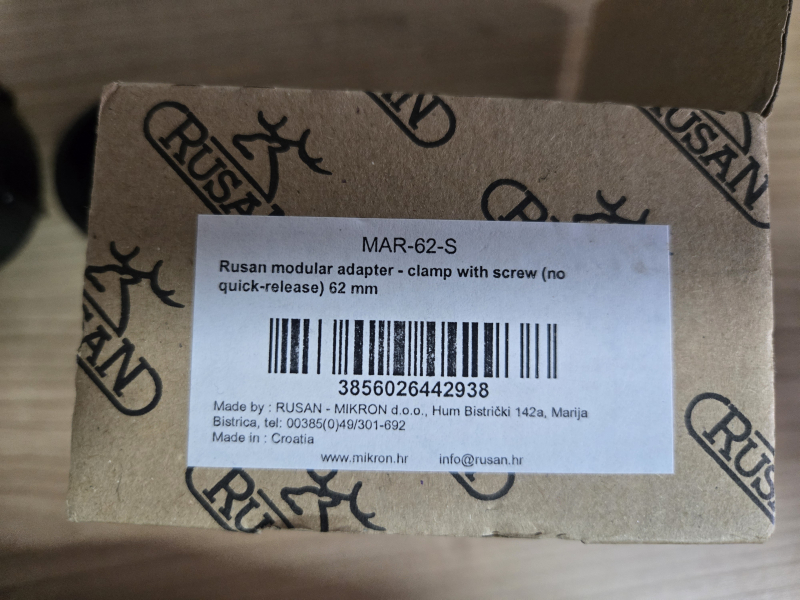 RUSAN
RUSAN
MAR-62-S
Rusan modular adapter - clamp with screw (no
quick-release) 62 mm
3856026442938
Made by : RUSAN - MIKRON d.o.o., Hum Bistrički 142a, Marija
Bistrica, tel: 00385(0)49/301-692
Made in : Croatia
www.mikron.hr info@rusan.hr